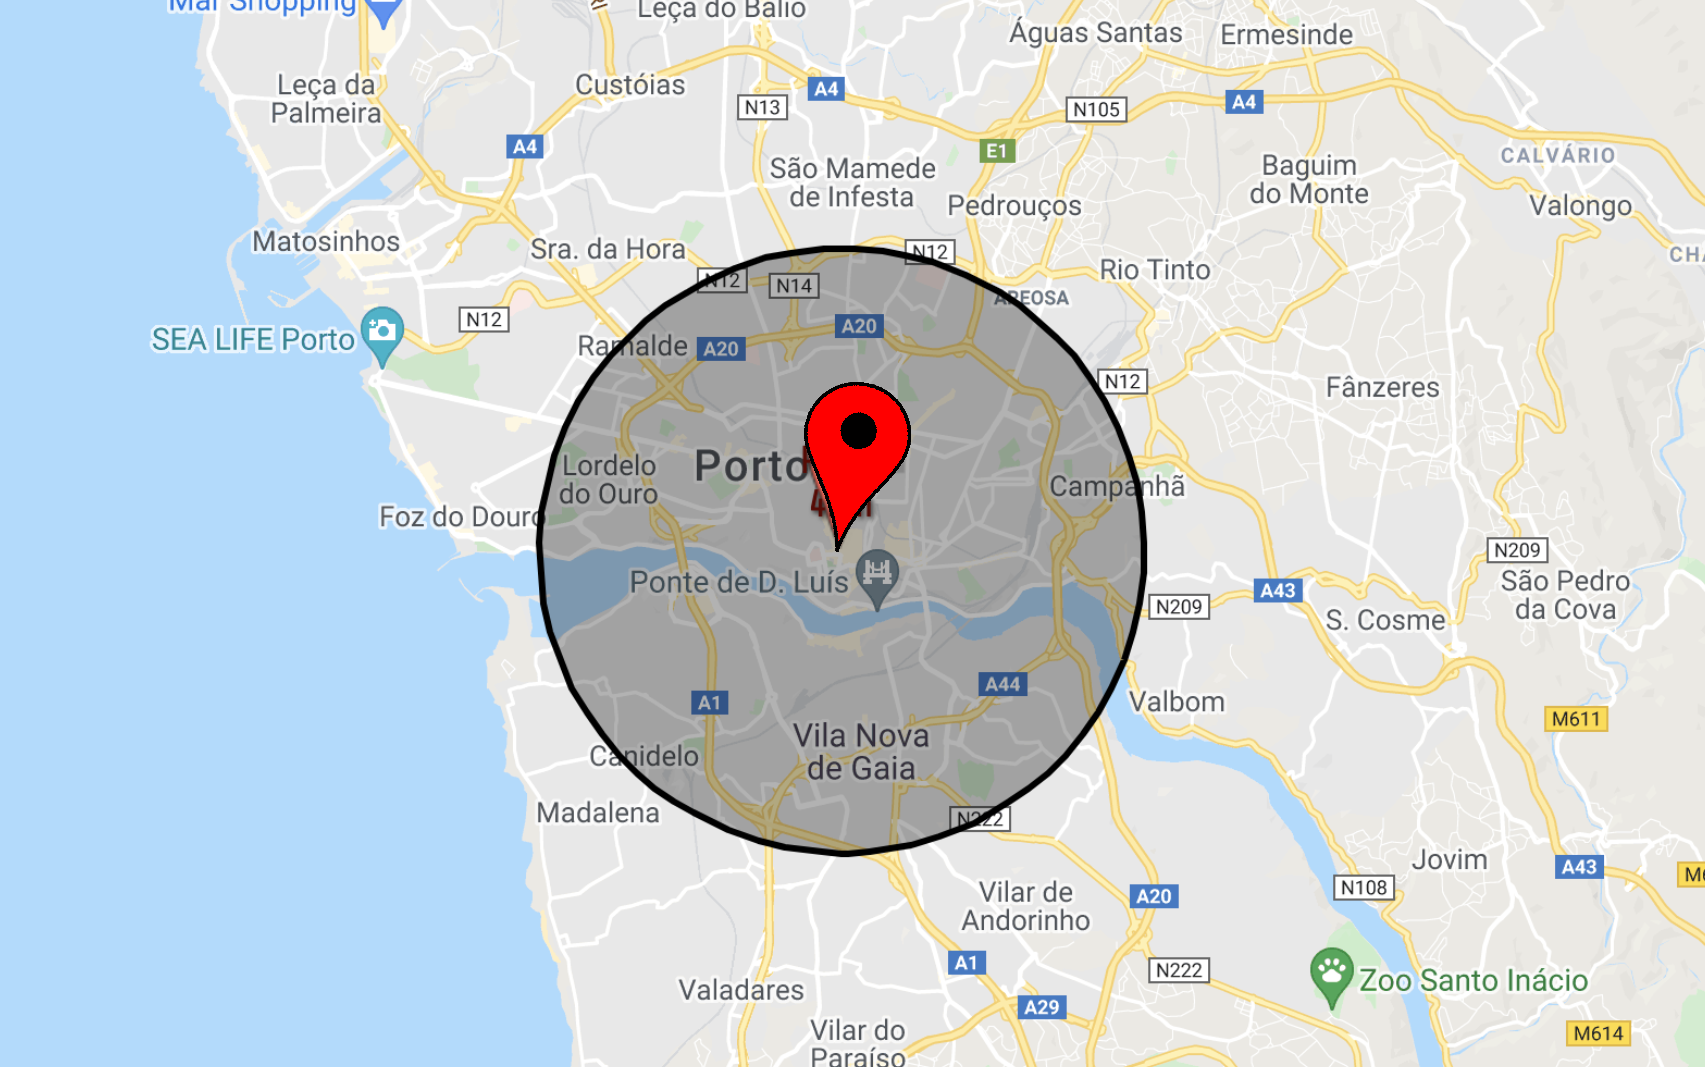 Mar Shopping
Leça do Balio
Águas Santas
Ermesinde
Leça da
Palmeira
Custóias
A4
N13
N105
A4
A4
E1
CALVÁRIO
São Mamede
de Infesta
Baguim
do Monte
Pedrouços
Valongo
Matosinhos
Sra. da Hora
N12
N12
N14
Rio Tinto
AREOSA
N12
SEA LIFE Porto
Ramalde
A20
A20
N12
Fânzeres
Porto
Lordelo
do Ouro
Campanhã
Foz do Douro
N209
Ponte de D. Luís
São Pedro
da Cova
A43
N209
S. Cosme
A44
A1
Valbom
M611
Vila Nova
de Gaia
Canidelo
Madalena
N222
Jovim
A43
N108
Vilar de
Andorinho
A20
A1
N222
Zoo Santo Inácio
Valadares
A29
Vilar do
Paraíso
M614